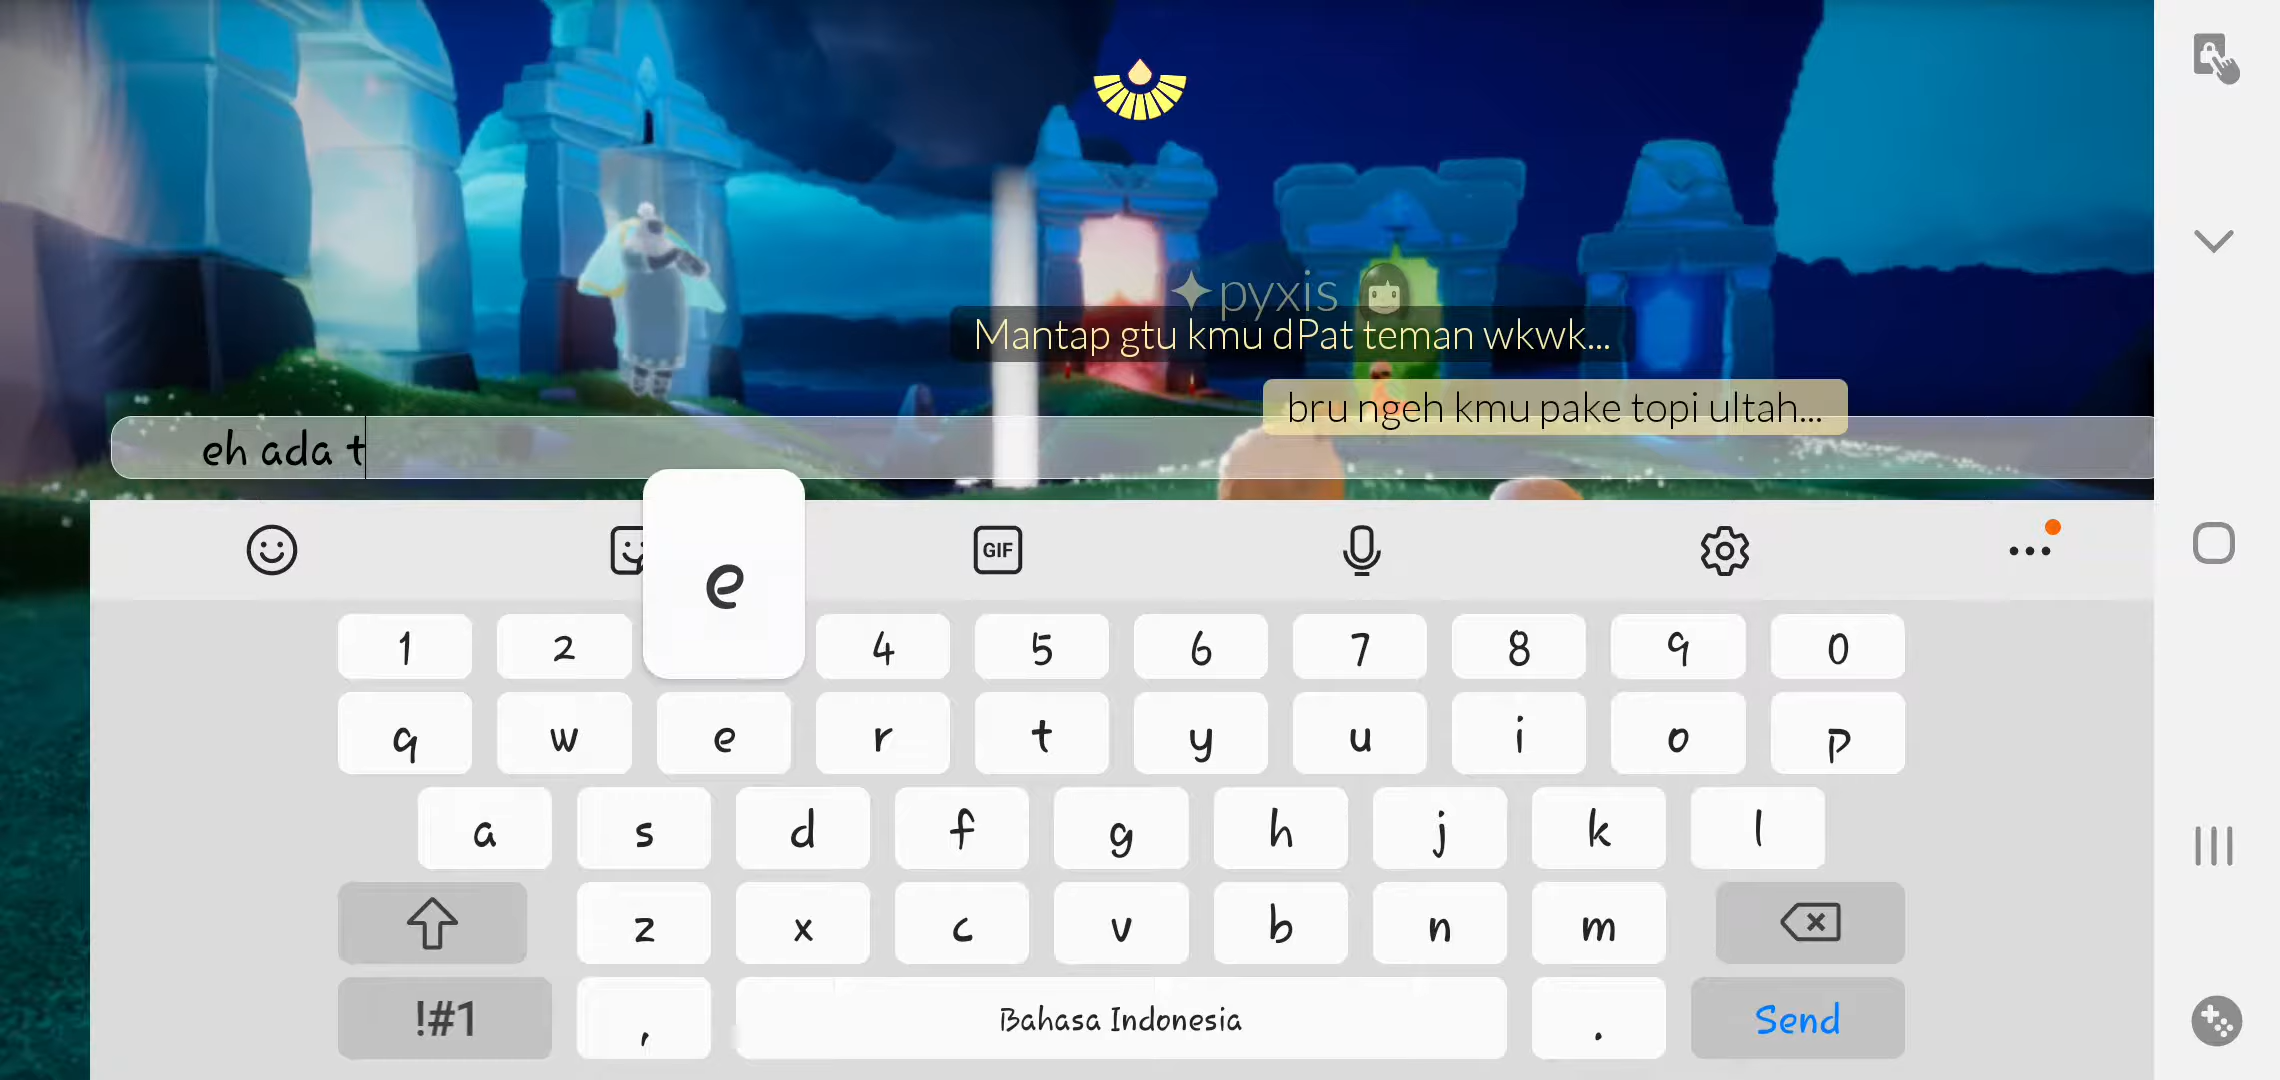 pyxis
Mantap gtu kmu dPat teman wkwk...
bru ngeh kmu pake topi ultah...
eh ada t
GIF
e
1 2 4 5 6 7 8 9 0
q w e r t y u i o p
a s d f g h j k l
z x c v b n m
!#1 , Bahasa Indonesia . Send